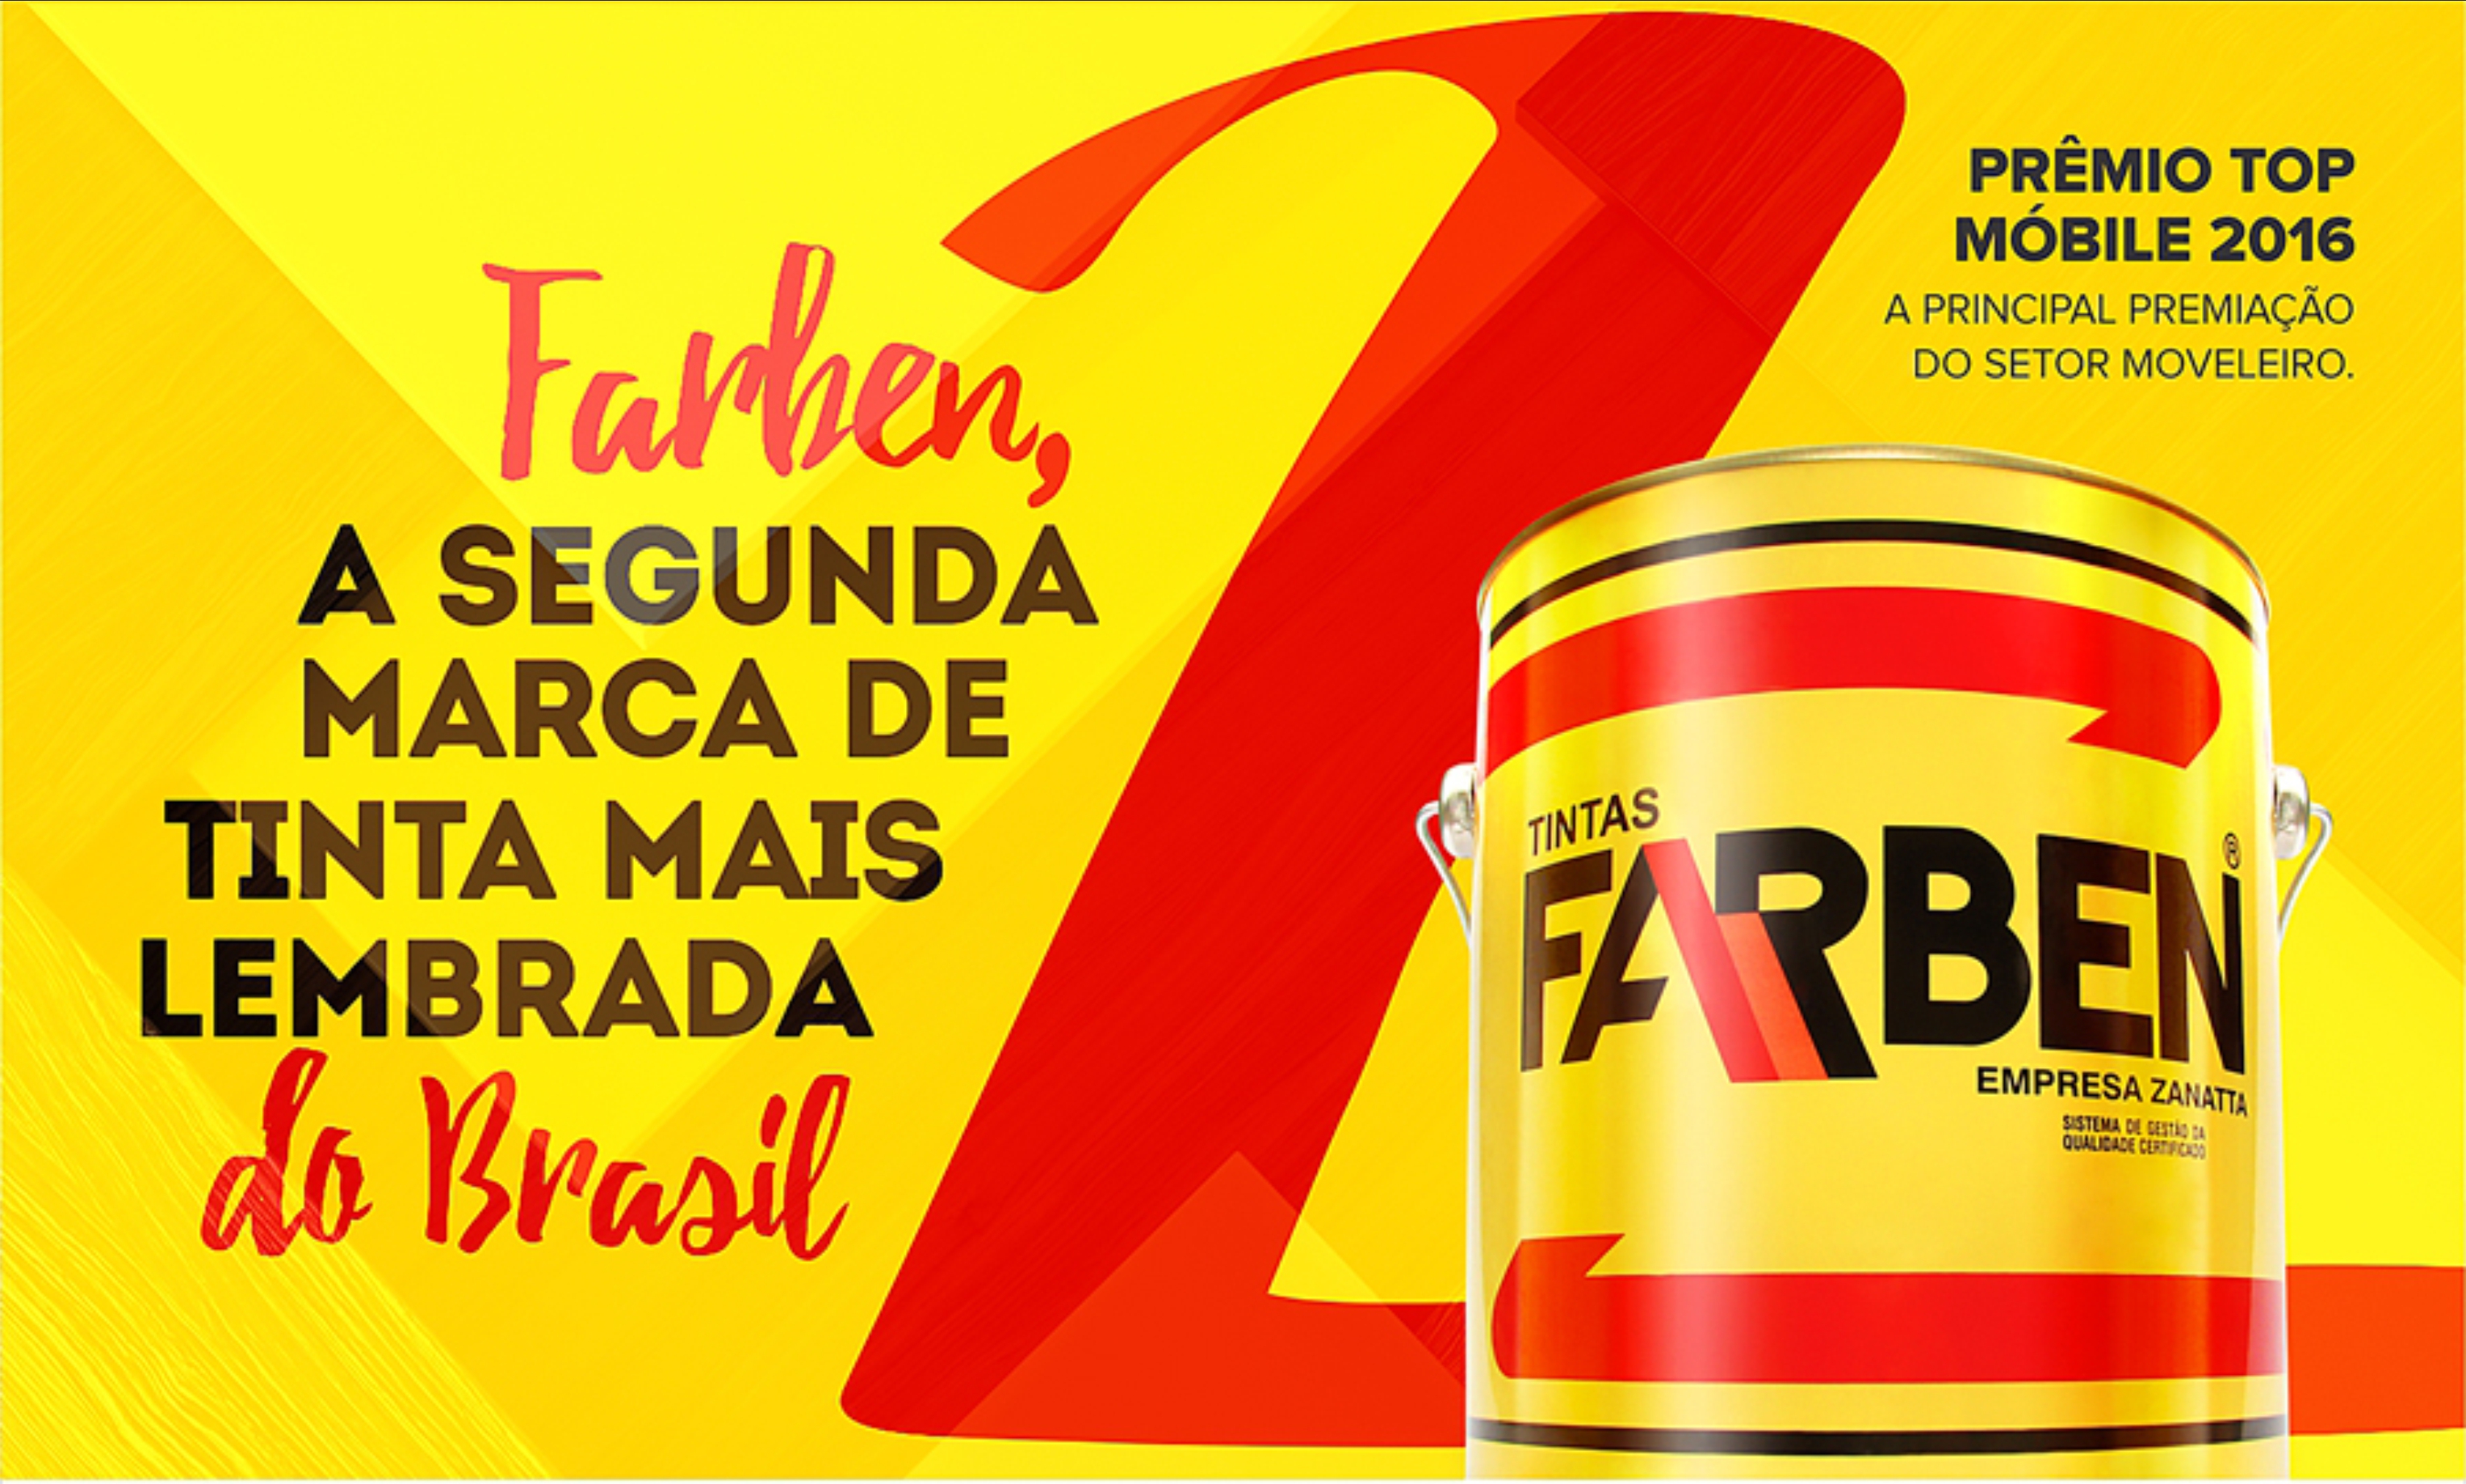 Farben,
A SEGUNDA
MARCA DE
TINTA MAIS
LEMBRADA
do Brasil
PRÊMIO TOP
MÓBILE 2016
A PRINCIPAL PREMIAÇÃO
DO SETOR MOVELEIRO.
TINTAS
FARBEN®
EMPRESA ZANATTA
SISTEMA DE GESTÃO DA
QUALIDADE CERTIFICADO